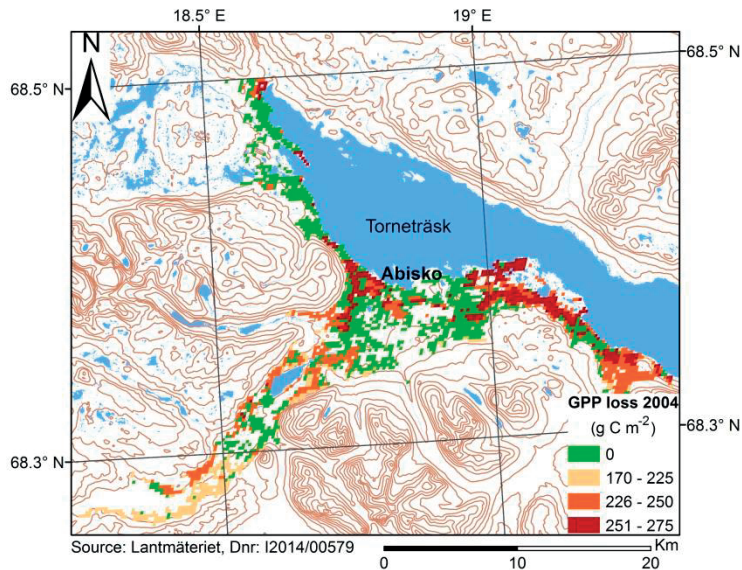 18.5° E
19° E
N
68.5° N
68.5° N
Torneträsk
Abisko
GPP loss 2004
(g C m-2)
0
170 - 225
226 - 250
251 - 275
68.3° N
68.3° N
Source: Lantmäteriet, Dnr: I2014/00579
Km
0
10
20